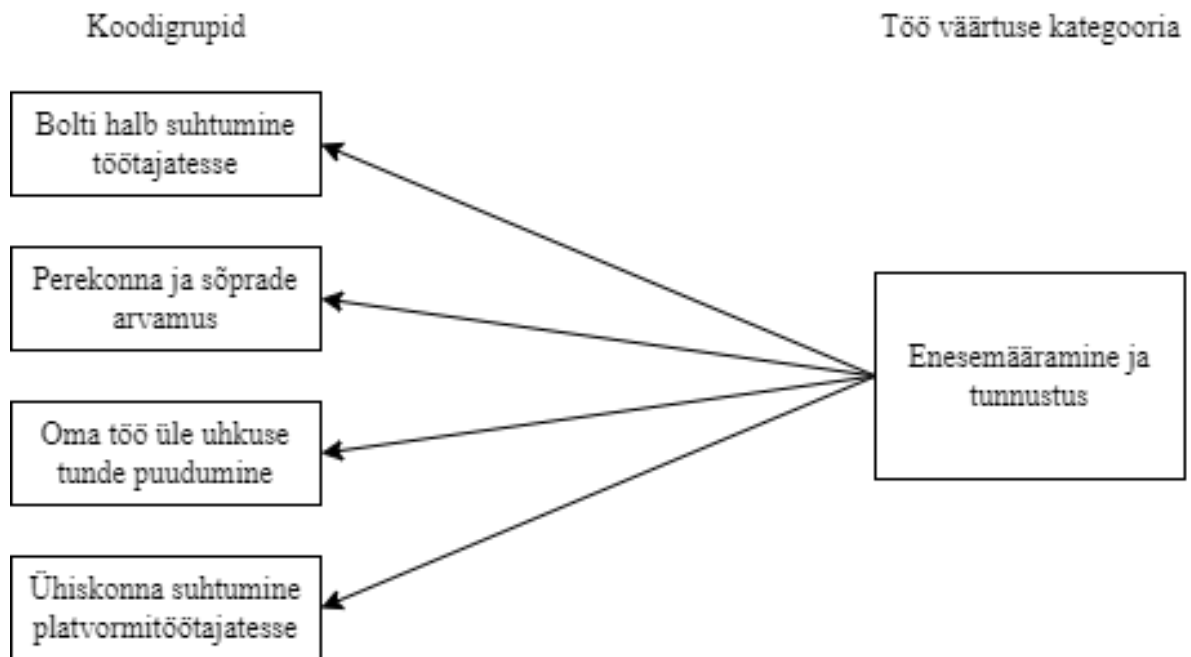 Koodigrupid
Töö väärtuse kategooria
Bolti halb suhtumine
töötajatesse
Perekonna ja sõprade
arvamus
Oma töö üle uhkuse
tunde puudumine
Ühiskonna suhtumine
platvormitöötajatesse
Enesemääramine ja
tunnustus